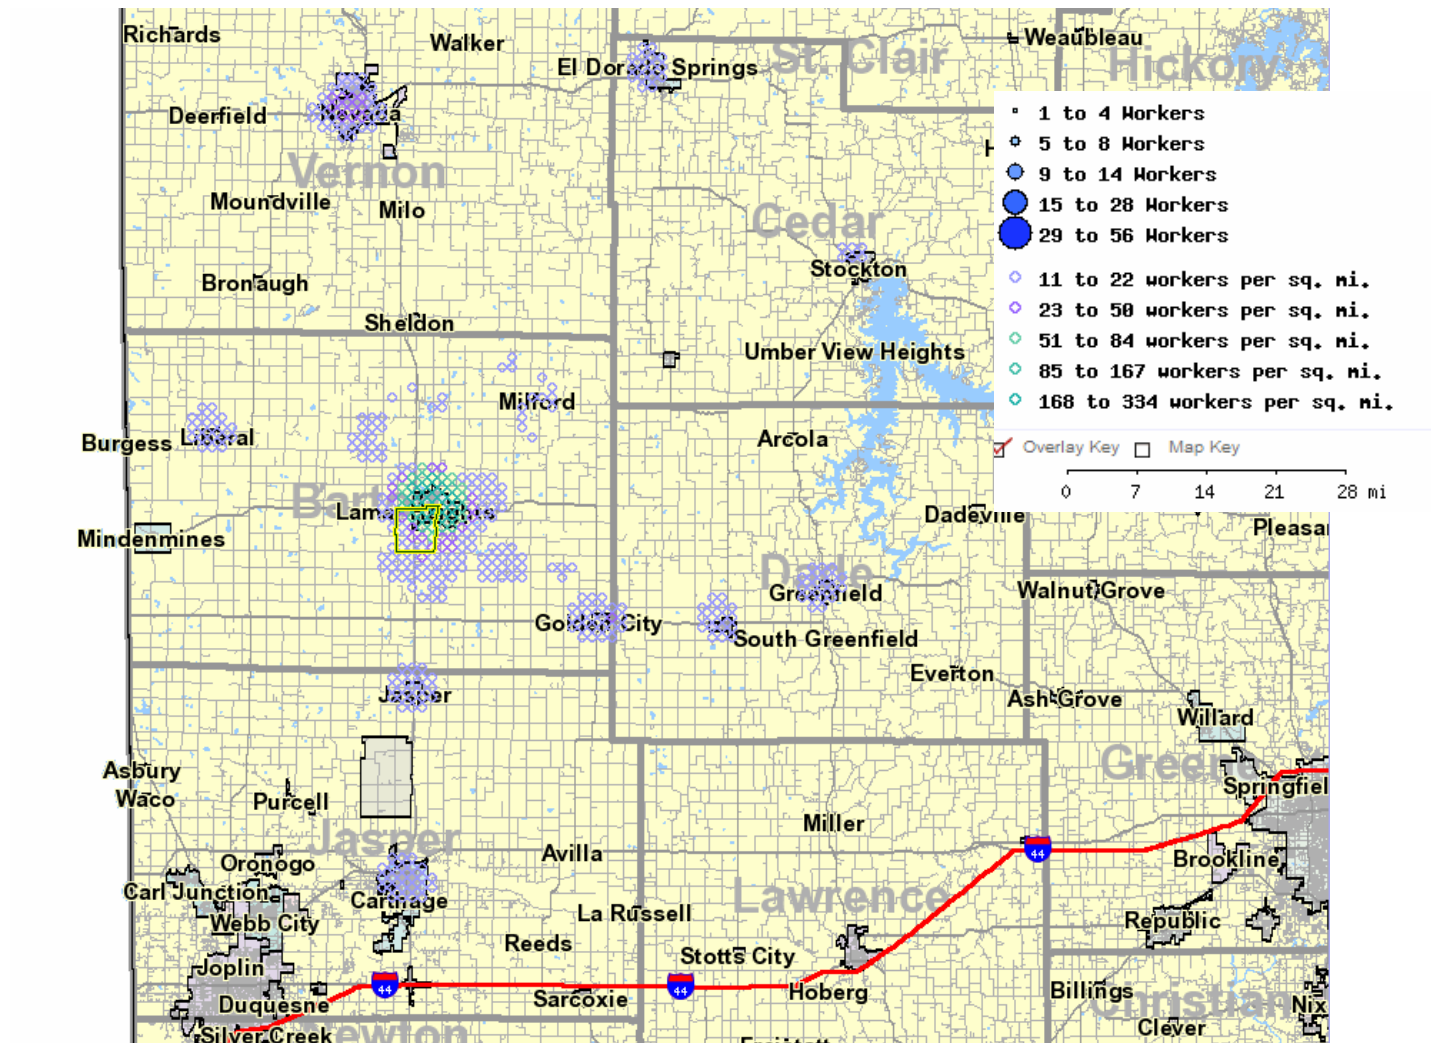 Richards
Walker
Weaubleau
St. Clair
Hickory
El Dorado Springs
Deerfield
Nevada
Vernon
Moundville
Milo
Cedar
Stockton
Bronaugh
Sheldon
Umber View Heights
1 to 4 Workers
5 to 8 Workers
9 to 14 Workers
15 to 28 Workers
29 to 56 Workers
11 to 22 workers per sq. mi.
23 to 50 workers per sq. mi.
51 to 84 workers per sq. mi.
85 to 167 workers per sq. mi.
168 to 334 workers per sq. mi.
Overlay Key
Map Key
0 7 14 21 28 mi
Milford
Burgess
Liberal
Arcola
Mindenmines
Dadeville
Pleasa
Dade
Greenfield
Walnut Grove
Golden City
South Greenfield
Everton
Jasper
Ash Grove
Willard
Greene
Asbury
Waco
Purcell
Springfiel
Jasper
Miller
44
Avilla
Oronogo
Brookline
Carl Junction
Carthage
Lawrence
La Russell
Webb City
Republic
Reeds
Stotts City
Joplin
44
44
Hoberg
Billings
Christian
Duquesne
Sarcoxie
Nix
Silver Creek
ewton
Clever